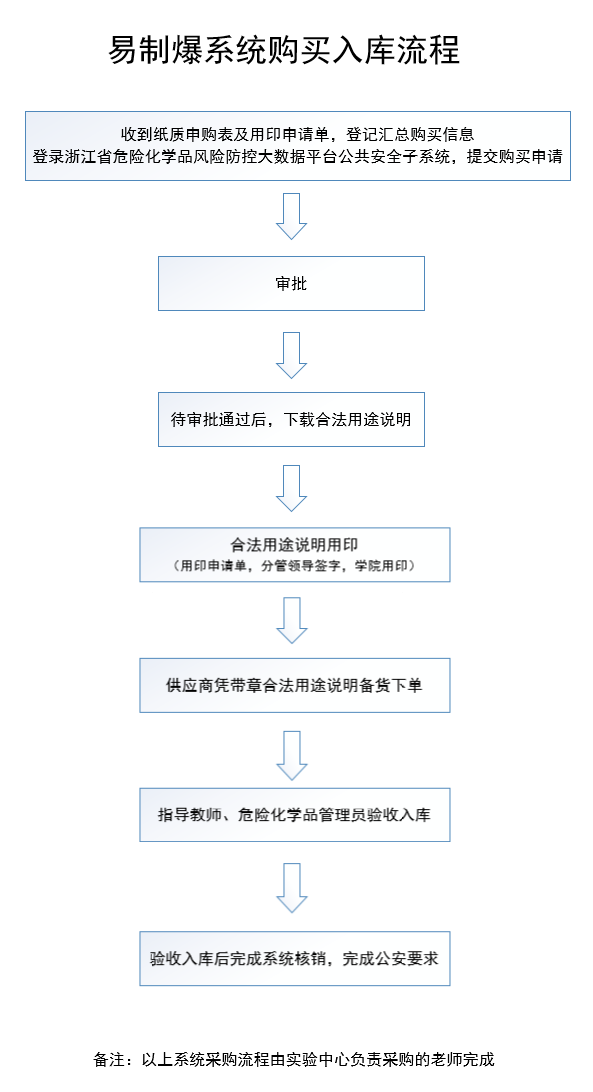 易制爆系统购买入库流程
收到纸质申购表及用印申请单，登记汇总购买信息
登录浙江省危险化学品风险防控大数据平台公共安全子系统，提交购买申请
审批
待审批通过后，下载合法用途说明
合法用途说明用印
（用印申请单，分管领导签字，学院用印）
供应商凭带章合法用途说明备货下单
指导教师、危险化学品管理员验收入库
验收入库后完成系统核销，完成公安要求
备注：以上系统采购流程由实验中心负责采购的老师完成